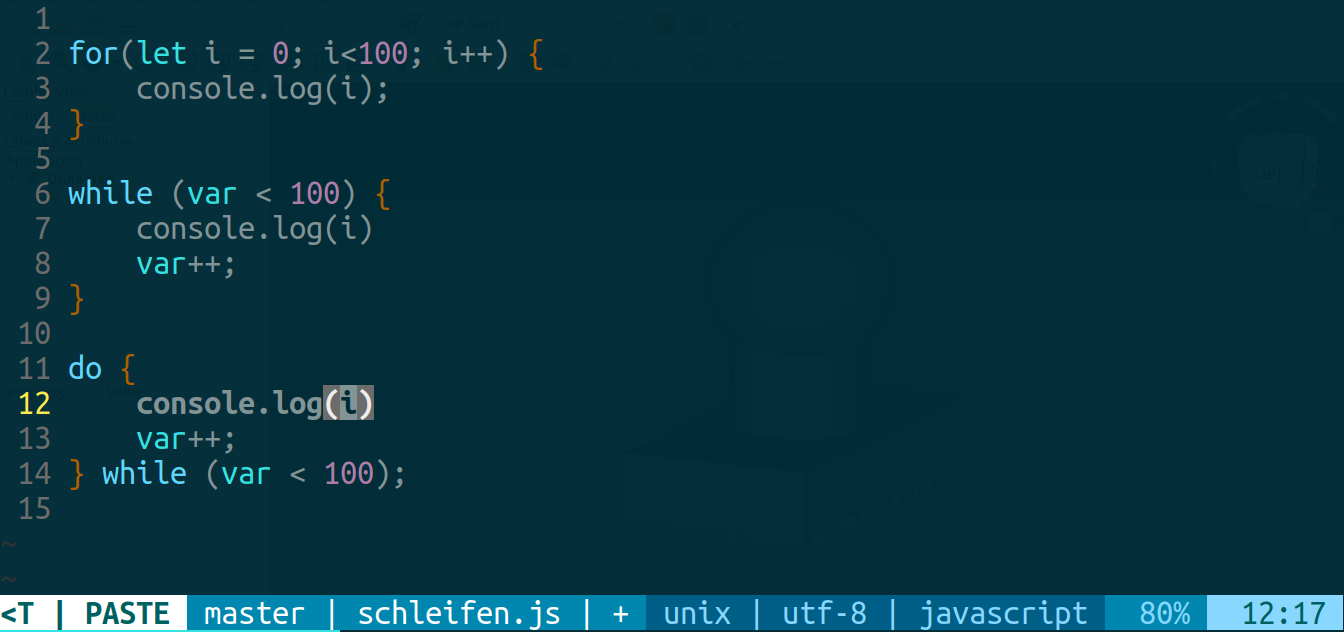 1
2 for(let i = 0; i<100; i++) {
3     console.log(i);
4 }
5
6 while (var < 100) {
7     console.log(i)
8     var++;
9 }
10
11 do {
12     console.log(i)
13     var++;
14 } while (var < 100);
15
~
~
<T | PASTE master | schleifen.js | + unix | utf-8 | javascript 80% 12:17